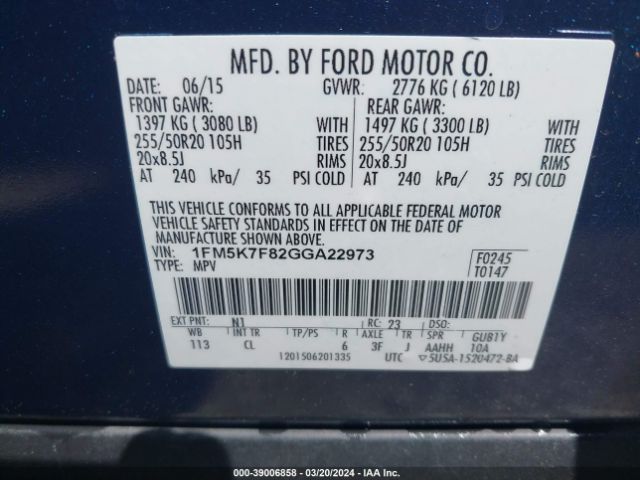 MFD. BY FORD MOTOR CO.
DATE: 06/15 GVWR: 2776 KG ( 6120 LB)
FRONT GAWR: REAR GAWR:
1397 KG ( 3080 LB) WITH 1497 KG ( 3300 LB) WITH
255/50R20 105H TIRES 255/50R20 105H TIRES
20x8.5J RIMS 20x8.5J RIMS
AT 240 kPa/ 35 PSI COLD AT 240 kPa/ 35 PSI COLD
THIS VEHICLE CONFORMS TO ALL APPLICABLE FEDERAL MOTOR
VEHICLE SAFETY STANDARDS IN EFFECT ON THE DATE OF
MANUFACTURE SHOWN ABOVE.
VIN: 1FM5K7F82GGA22973 F0245
TYPE: MPV T0147
EXT PNT: N1 RC: 23 DSO:
WB INT TR TP/PS R AXLE TR SPR GUB1Y
113 CL 6 3F J AAHH 10A
1201506201335 UTC ▽5U5A-1520472-BA
000-39006858 - 03/20/2024 - IAA Inc.